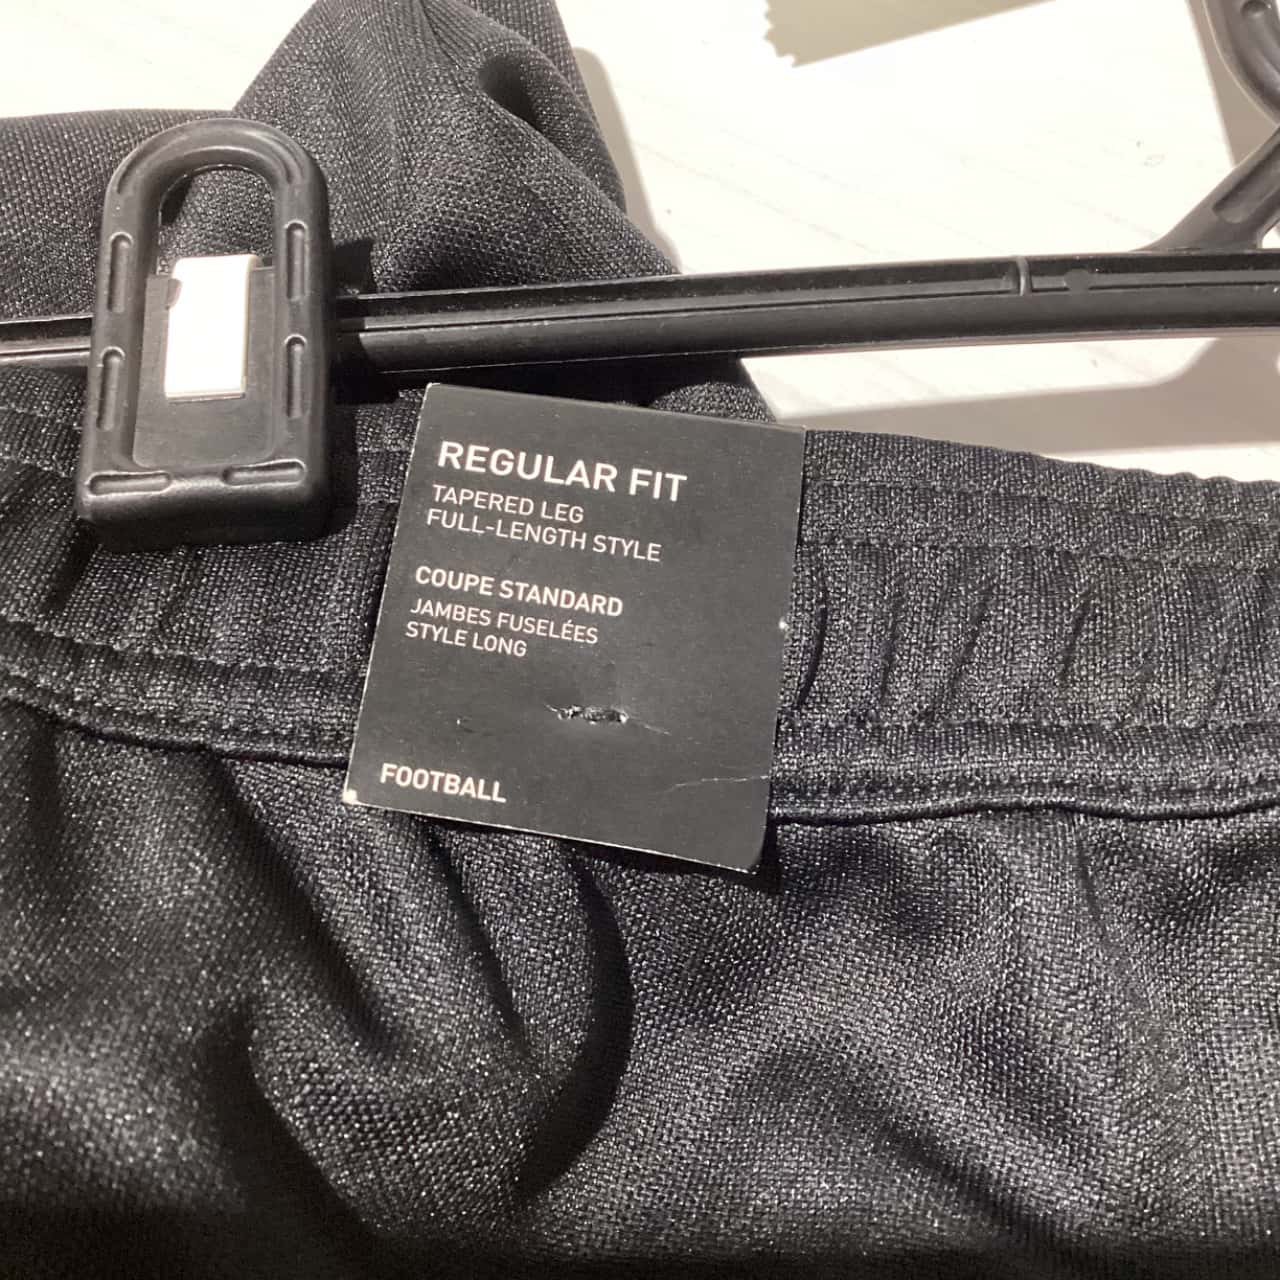 REGULAR FIT
TAPERED LEG
FULL-LENGTH STYLE
COUPE STANDARD
JAMBES FUSELÉES
STYLE LONG
FOOTBALL